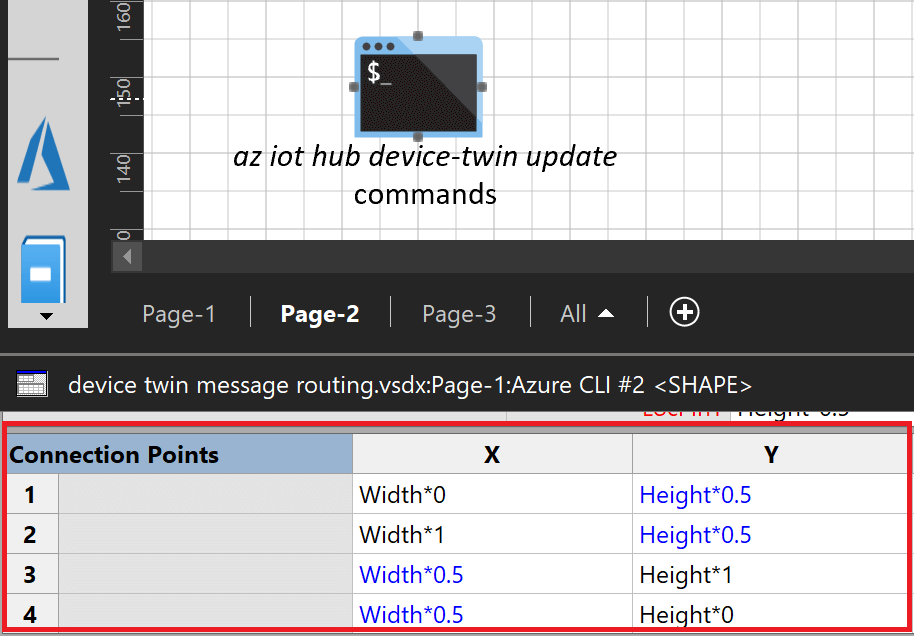 160
150
140
0
$_
az iot hub device-twin update
commands
Page-1 Page-2 Page-3 All
device twin message routing.vsdx:Page-1:Azure CLI #2 <SHAPE>
Connection Points X Y
1 Width*0 Height*0.5
2 Width*1 Height*0.5
3 Width*0.5 Height*1
4 Width*0.5 Height*0